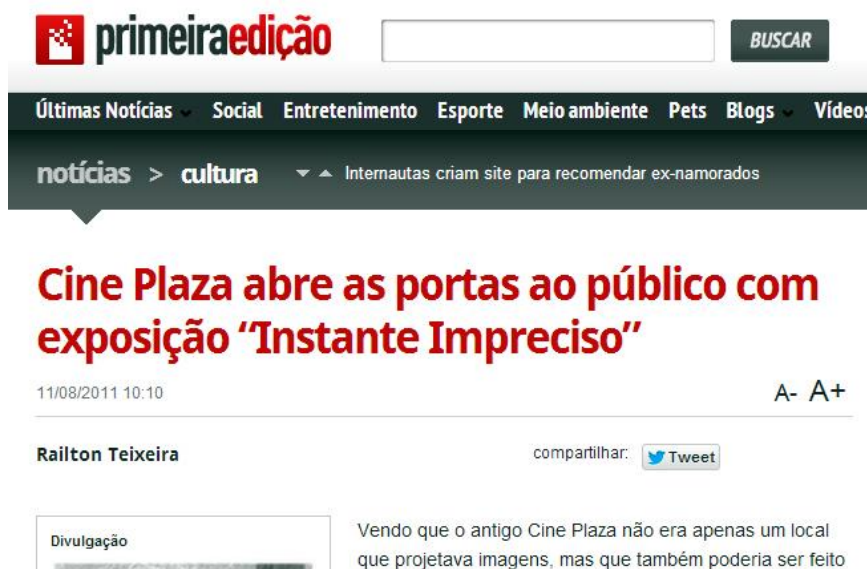 primeiraedição
BUSCAR
Últimas Notícias Social Entretenimento Esporte Meio ambiente Pets Blogs Vídeos
notícias > cultura Internautas criam site para recomendar ex-namorados
Cine Plaza abre as portas ao público com
exposição “Instante Impreciso”
11/08/2011 10:10 A- A+
Railton Teixeira compartilhar: Tweet
Divulgação
Vendo que o antigo Cine Plaza não era apenas um local
que projetava imagens, mas que também poderia ser feito